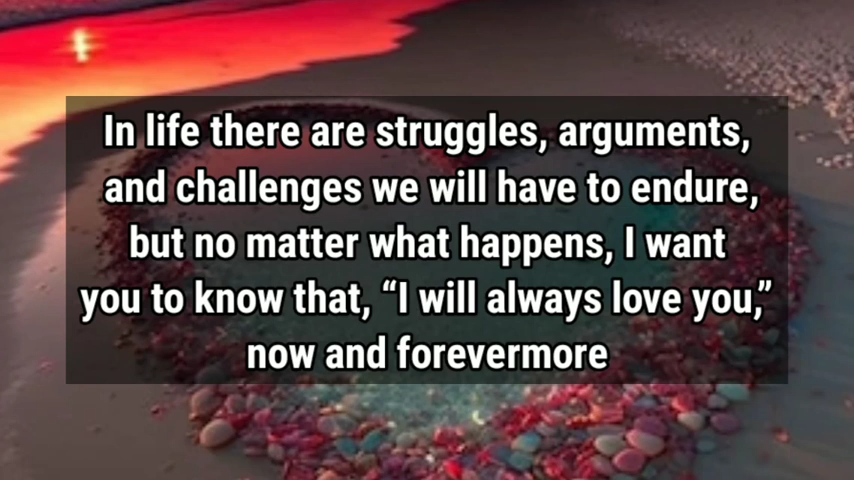 In life there are struggles, arguments,
and challenges we will have to endure,
but no matter what happens, I want
you to know that, “I will always love you,”
now and forevermore